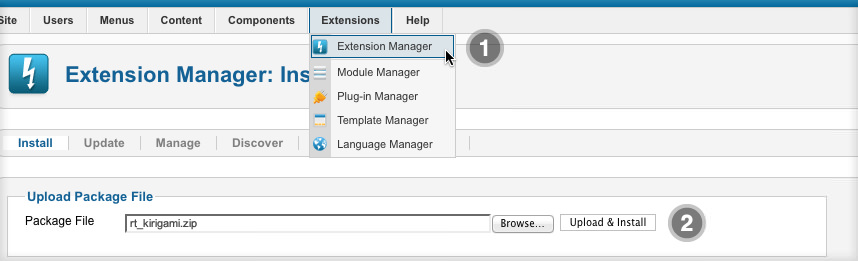 Site Users Menus Content Components Extensions Help
Extension Manager 1
Extension Manager: Ins
Module Manager
Plug-in Manager
Template Manager
Language Manager
Install Update Manage Discover
Upload Package File
Package File rt_kirigami.zip Browse... Upload & Install 2